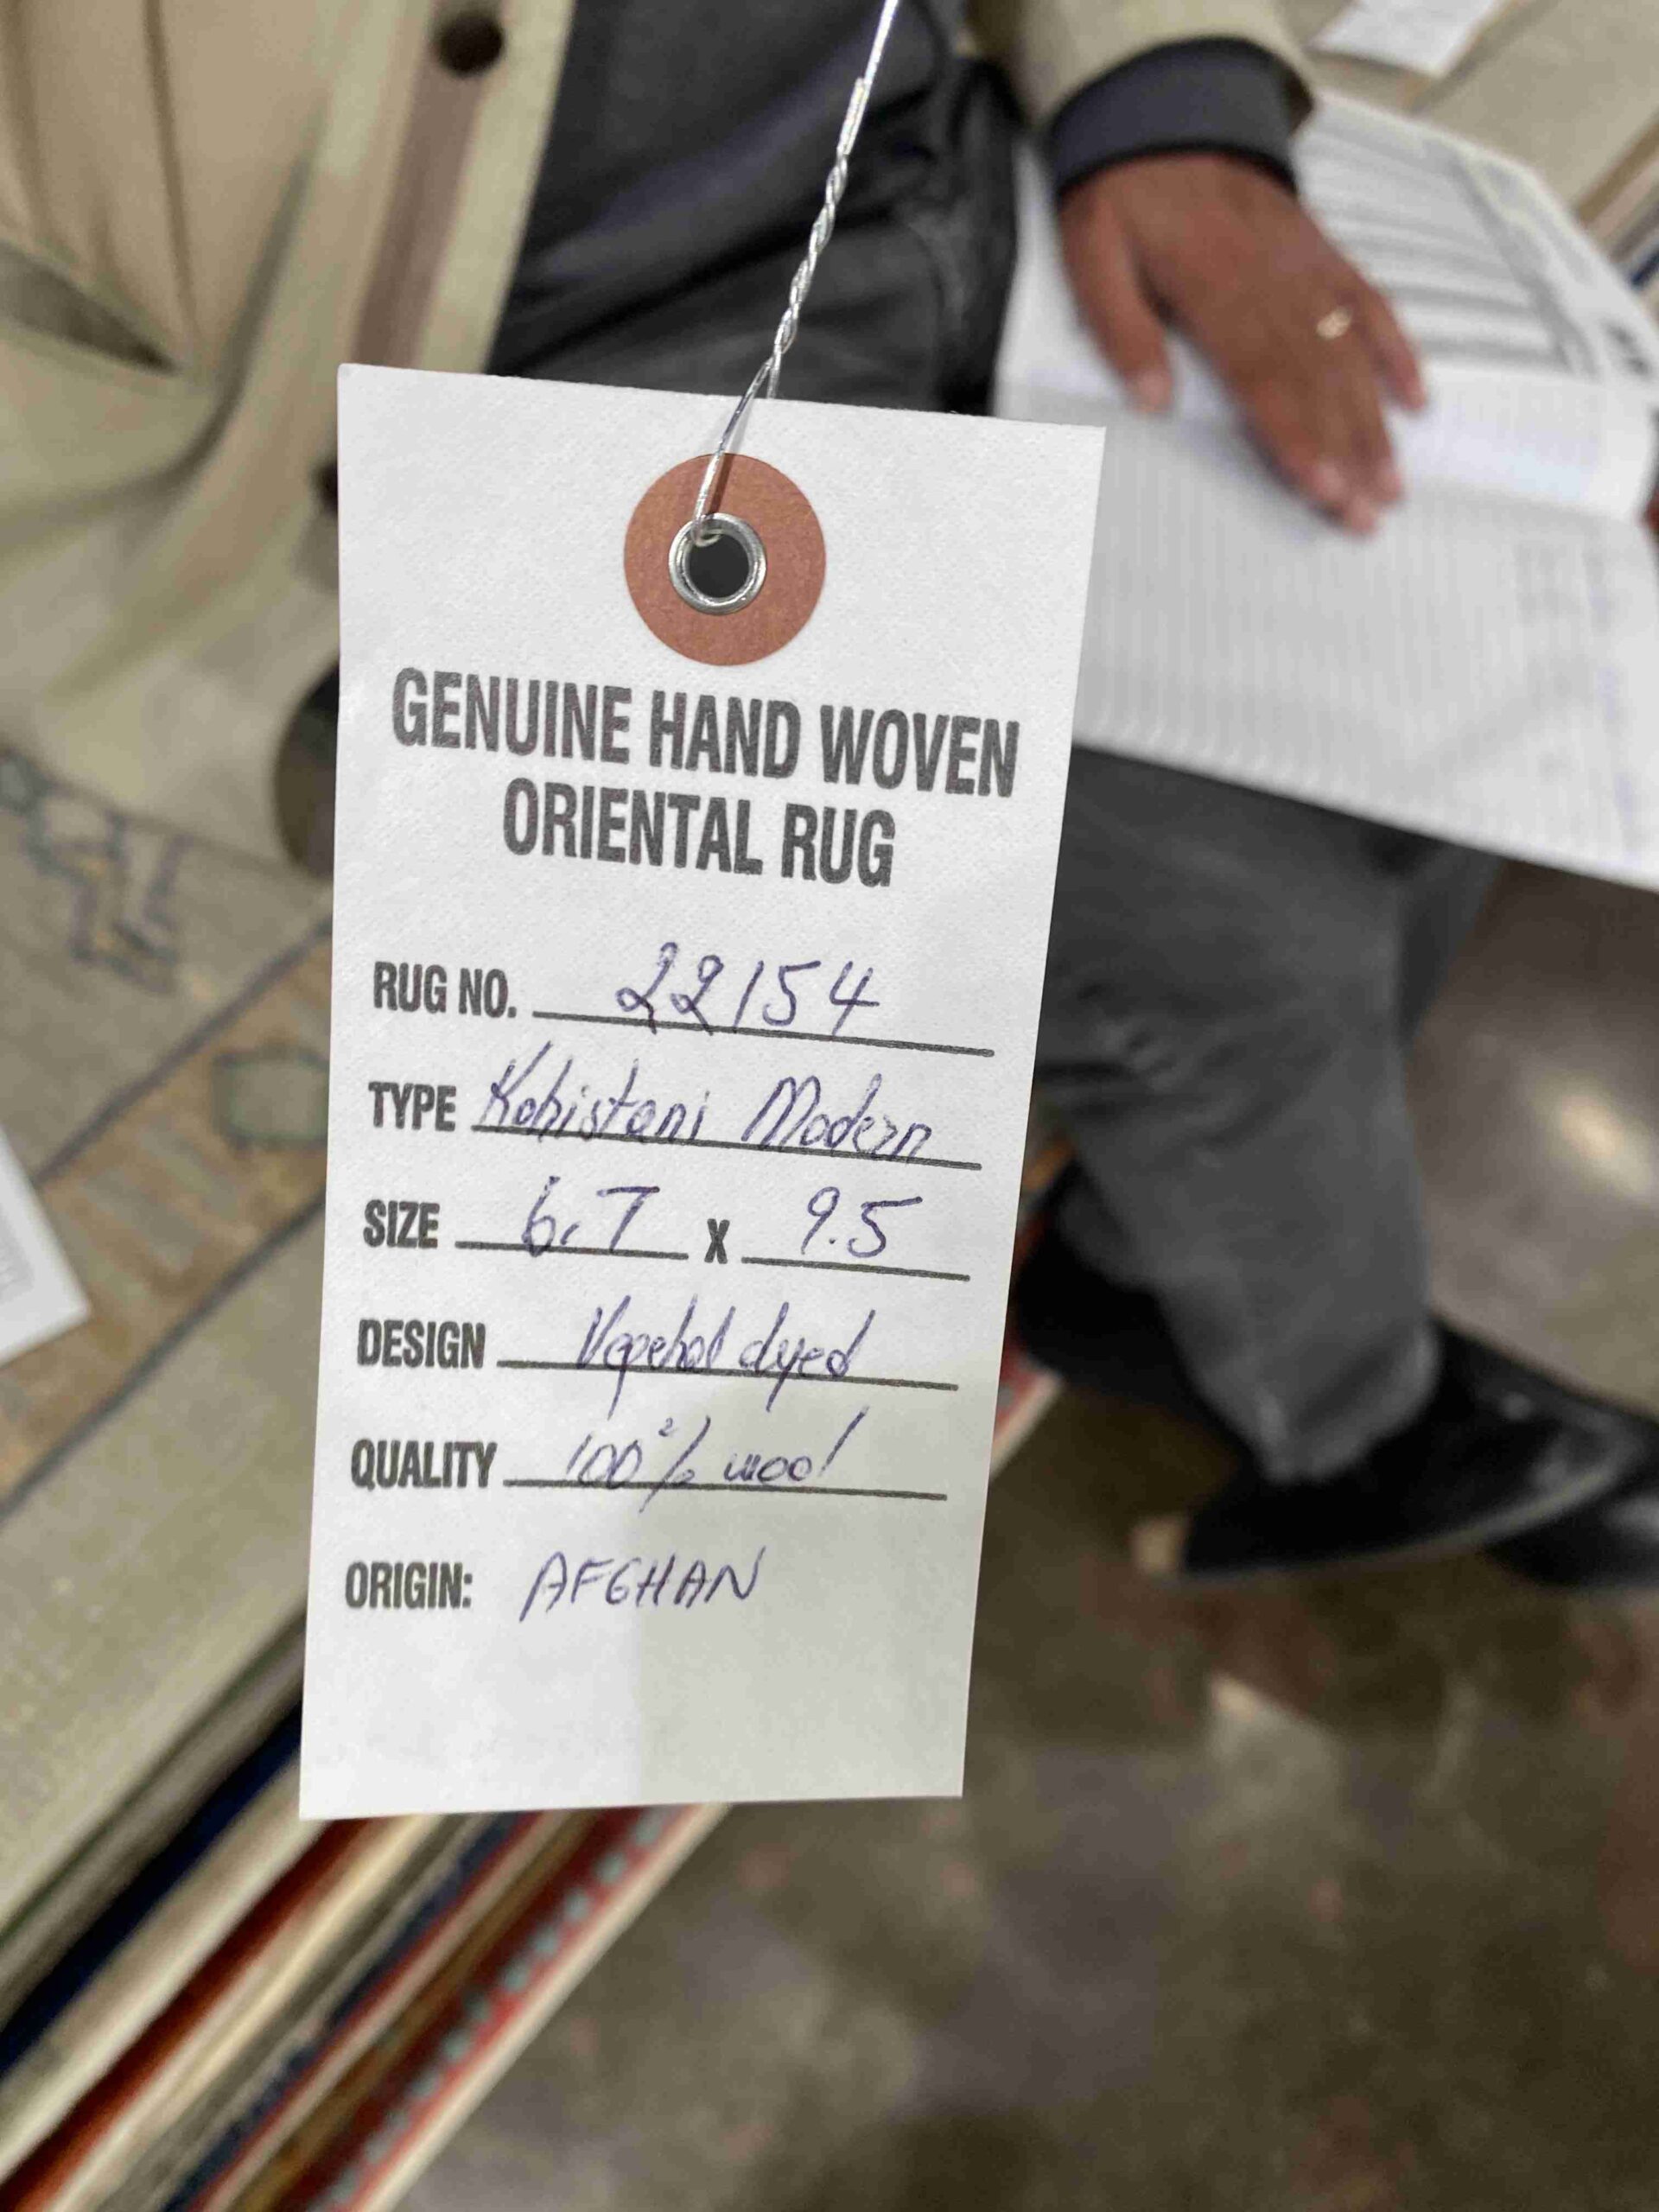 GENUINE HAND WOVEN
ORIENTAL RUG
RUG NO. 22154
TYPE Kohistani Modern
SIZE 6.7 X 9.5
DESIGN Vegetal dyed
QUALITY 100% wool
ORIGIN: AFGHAN